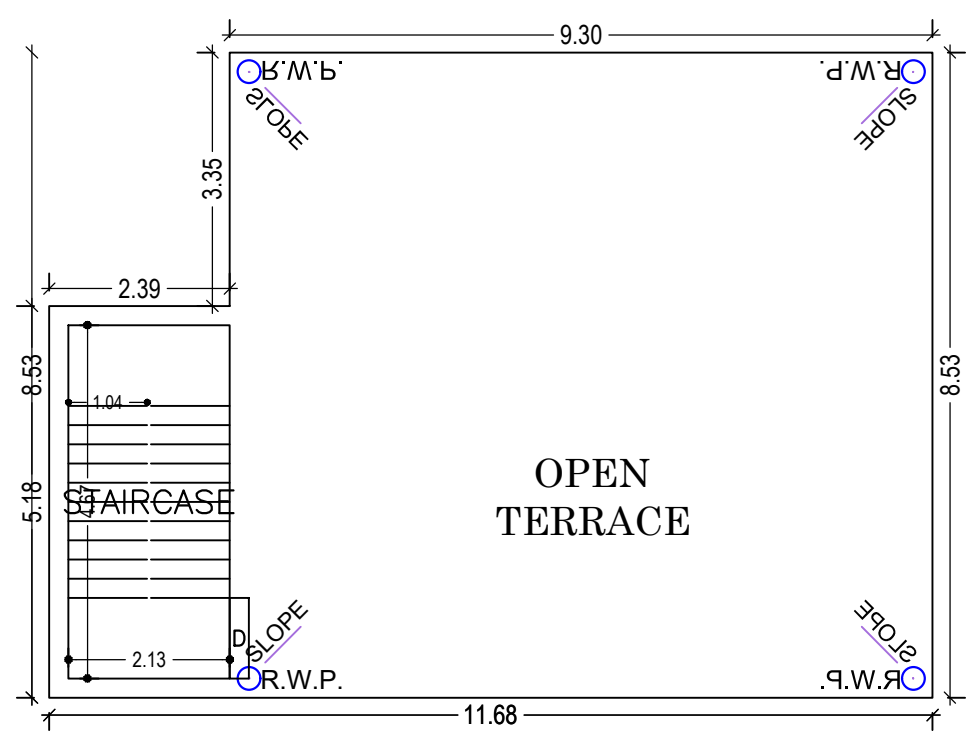 9.30
R.W.P.
R.W.P.
SLOPE
SLOPE
3.35
2.39
8.53
8.53
1.04
OPEN
TERRACE
5.18
STAIRCASE
4.67
SLOPE
SLOPE
D
2.13
R.W.P.
R.W.P.
11.68